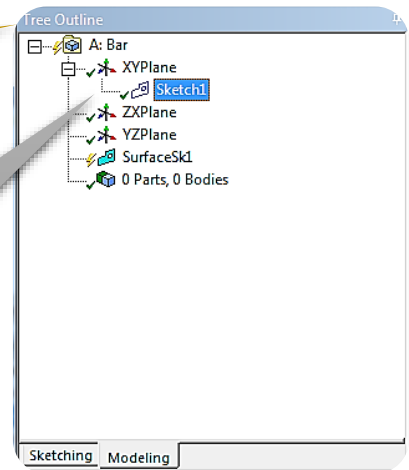 Tree Outline
A: Bar
XYPlane
Sketch1
ZXPlane
YZPlane
SurfaceSk1
0 Parts, 0 Bodies
Sketching Modeling